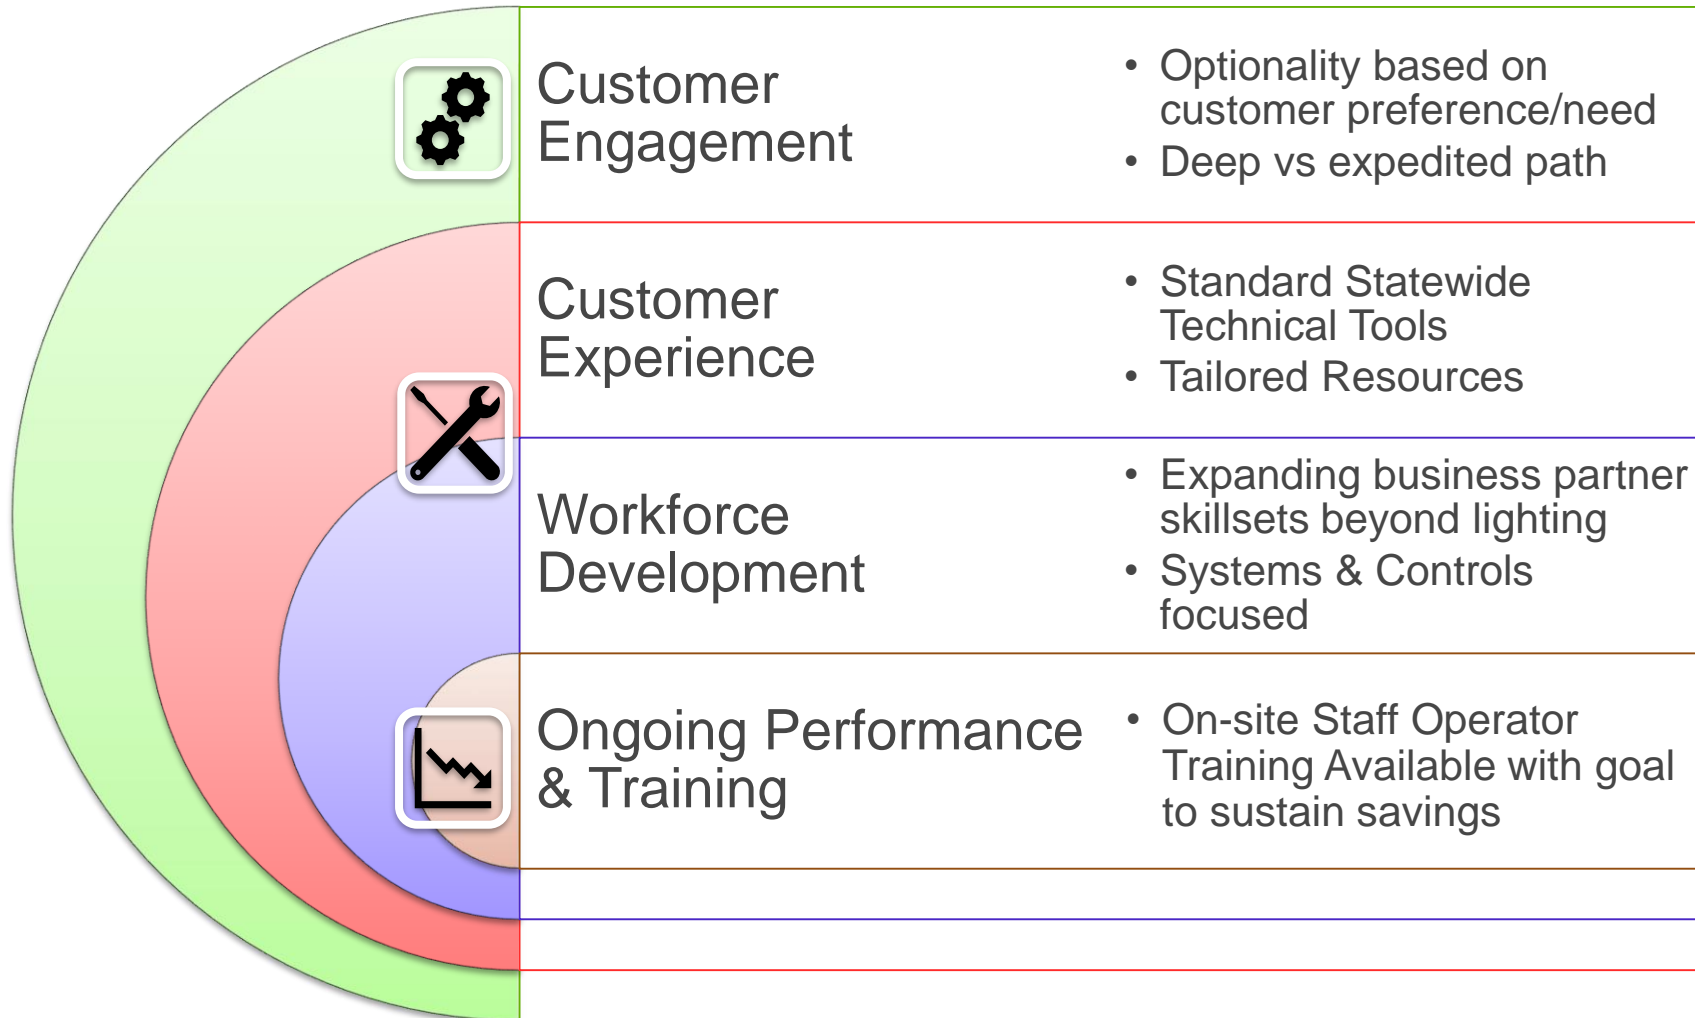 Customer
Engagement
• Optionality based on
customer preference/need
• Deep vs expedited path
Customer
Experience
• Standard Statewide
Technical Tools
• Tailored Resources
Workforce
Development
• Expanding business partner
skillsets beyond lighting
• Systems & Controls
focused
Ongoing Performance
& Training
• On-site Staff Operator
Training Available with goal
to sustain savings